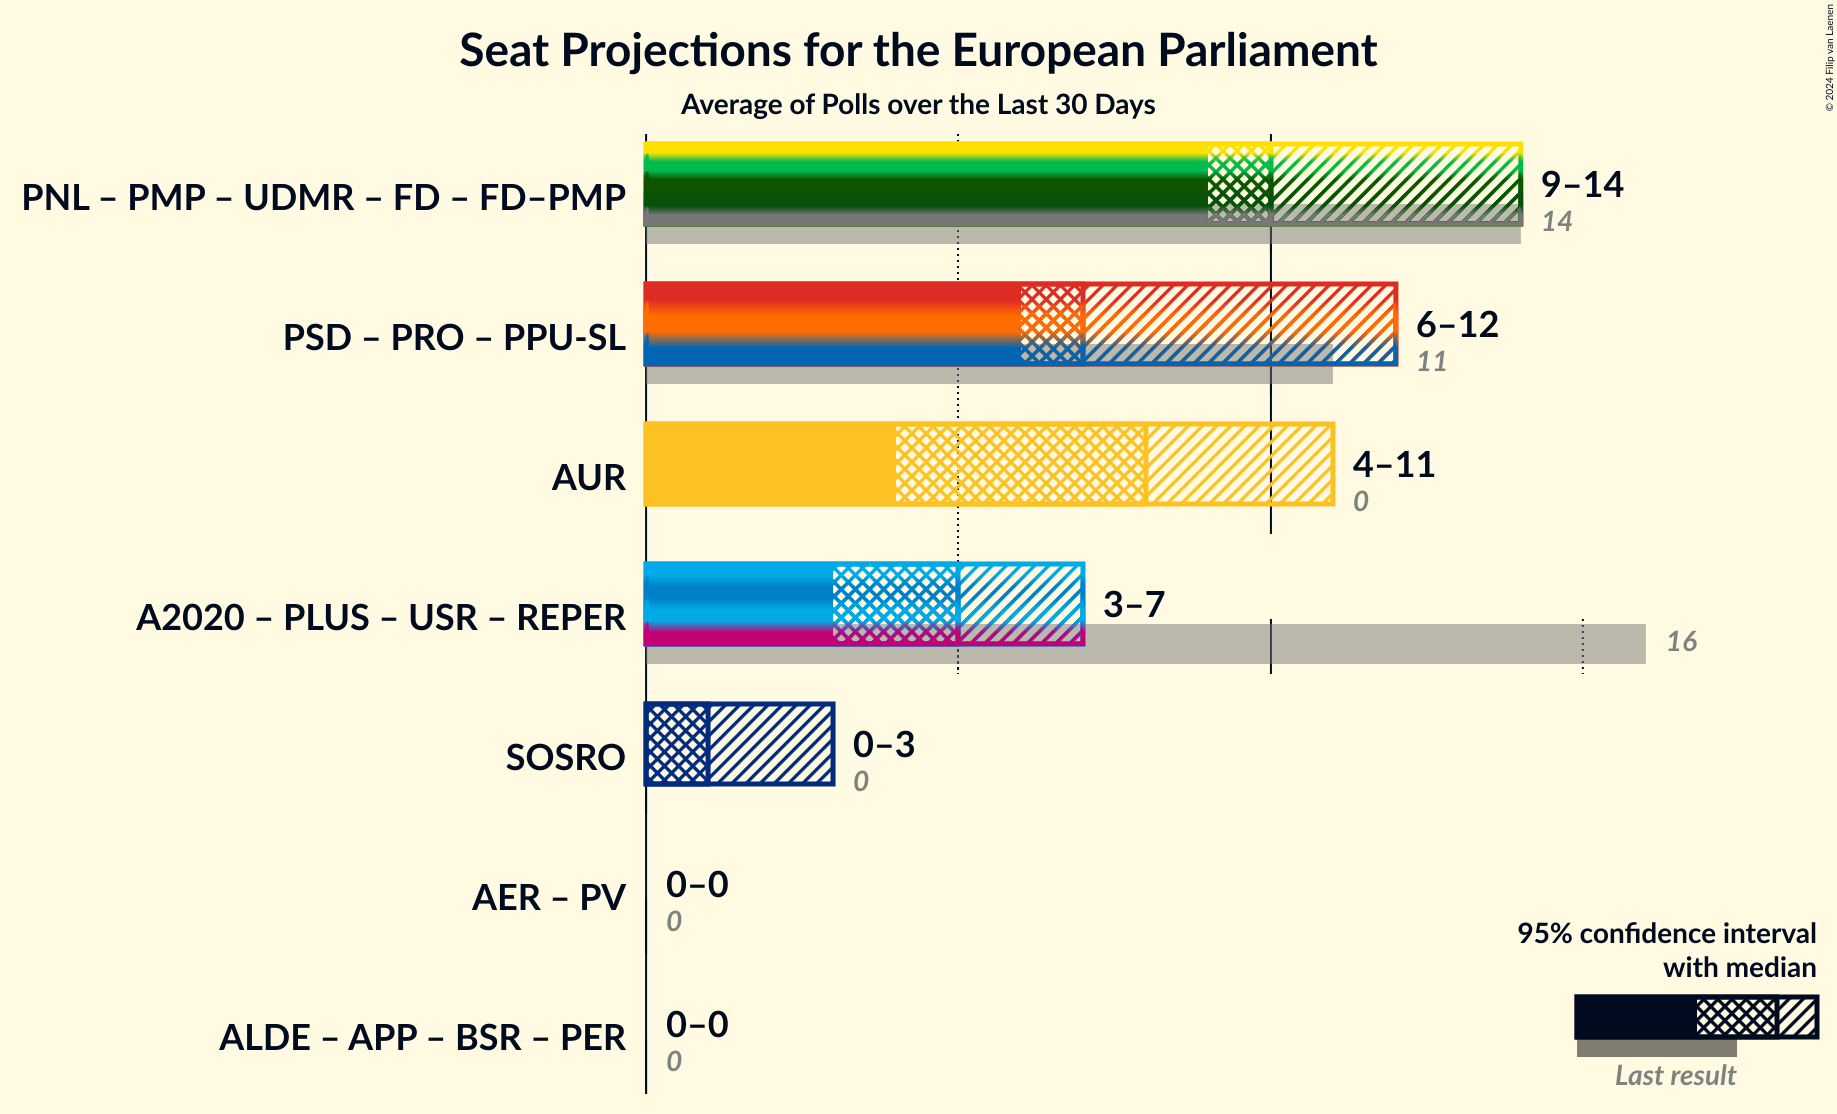 Seat Projections for the European Parliament
Average of Polls over the Last 30 Days
© 2024 Filip van Laenen
PNL – PMP – UDMR – FD – FD–PMP
9–14
14
PSD – PRO – PPU-SL
6–12
11
AUR
4–11
0
A2020 – PLUS – USR – REPER
3–7
16
SOSRO
0–3
0
AER – PV
0–0
0
ALDE – APP – BSR – PER
0–0
0
95% confidence interval
with median
Last result